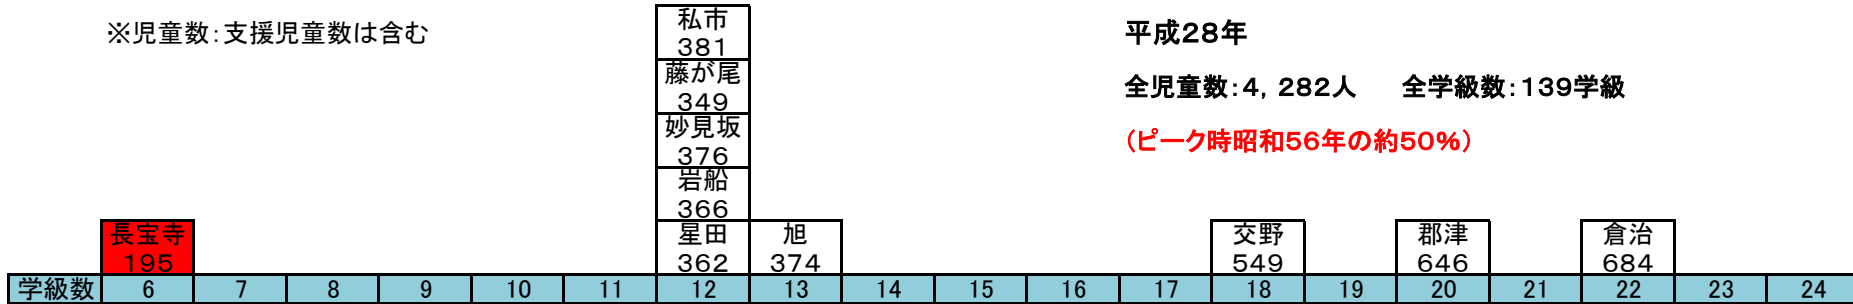 ※児童数：支援児童数は含む
平成28年
全児童数：4，282人　全学級数：139学級
（ピーク時昭和56年の約50％）
私市
381
藤が尾
349
妙見坂
376
岩船
366
長宝寺 星田 旭 交野 郡津 倉治
195 362 374 549 646 684
学級数 6 7 8 9 10 11 12 13 14 15 16 17 18 19 20 21 22 23 24